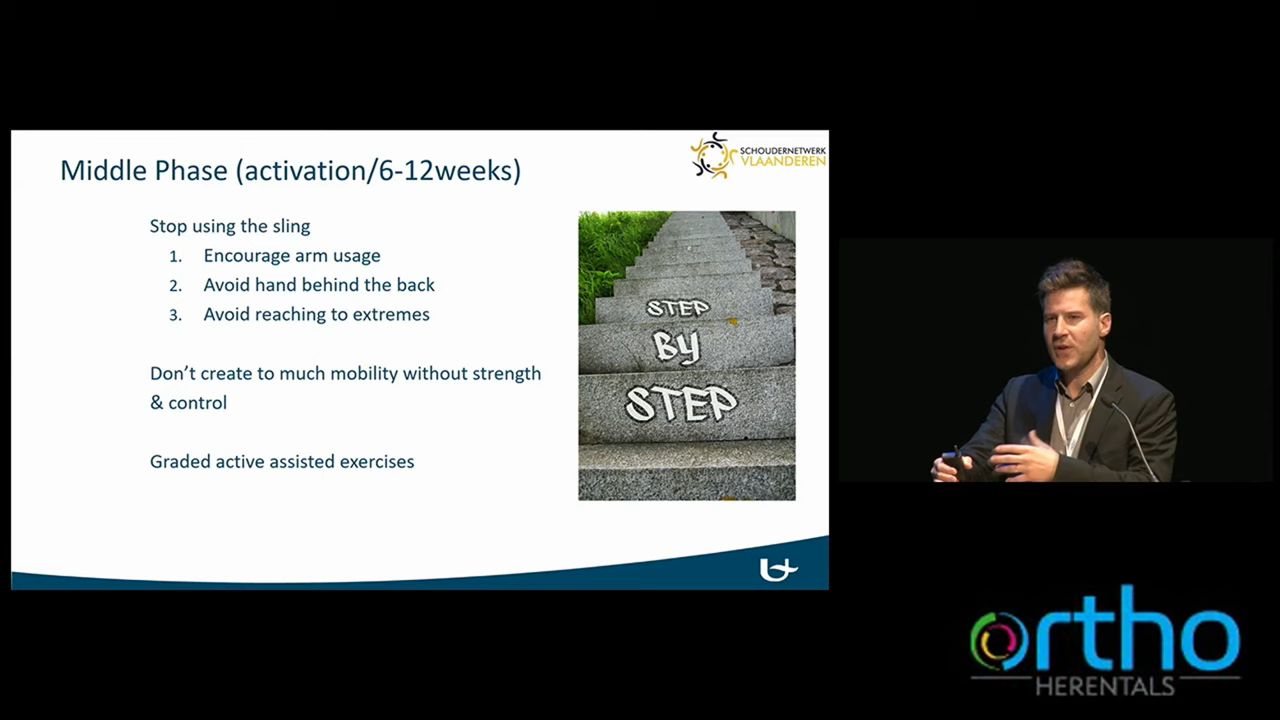 Middle Phase (activation/6-12weeks)
SCHOUDERNETWERK
VLAANDEREN
Stop using the sling
1. Encourage arm usage
2. Avoid hand behind the back
3. Avoid reaching to extremes
Don’t create to much mobility without strength
& control
Graded active assisted exercises
STEP
BY
STEP
ortho
HERENTALS